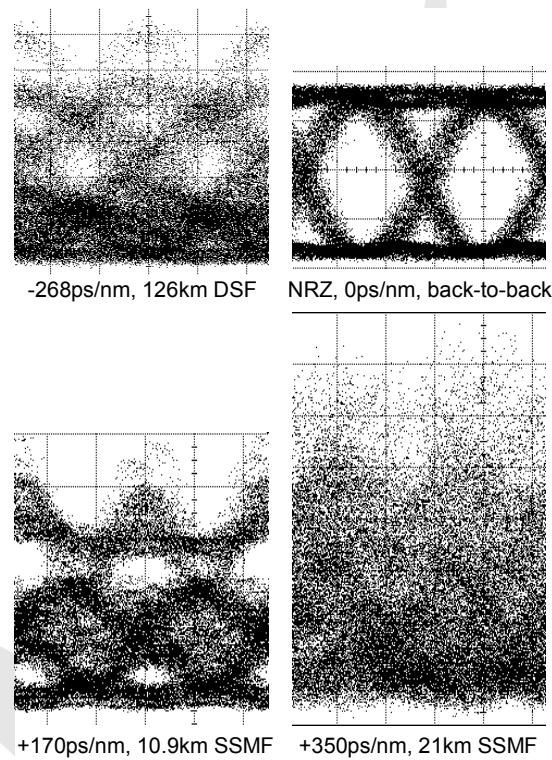 -268ps/nm, 126km DSF
NRZ, 0ps/nm, back-to-back
+170ps/nm, 10.9km SSMF
+350ps/nm, 21km SSMF